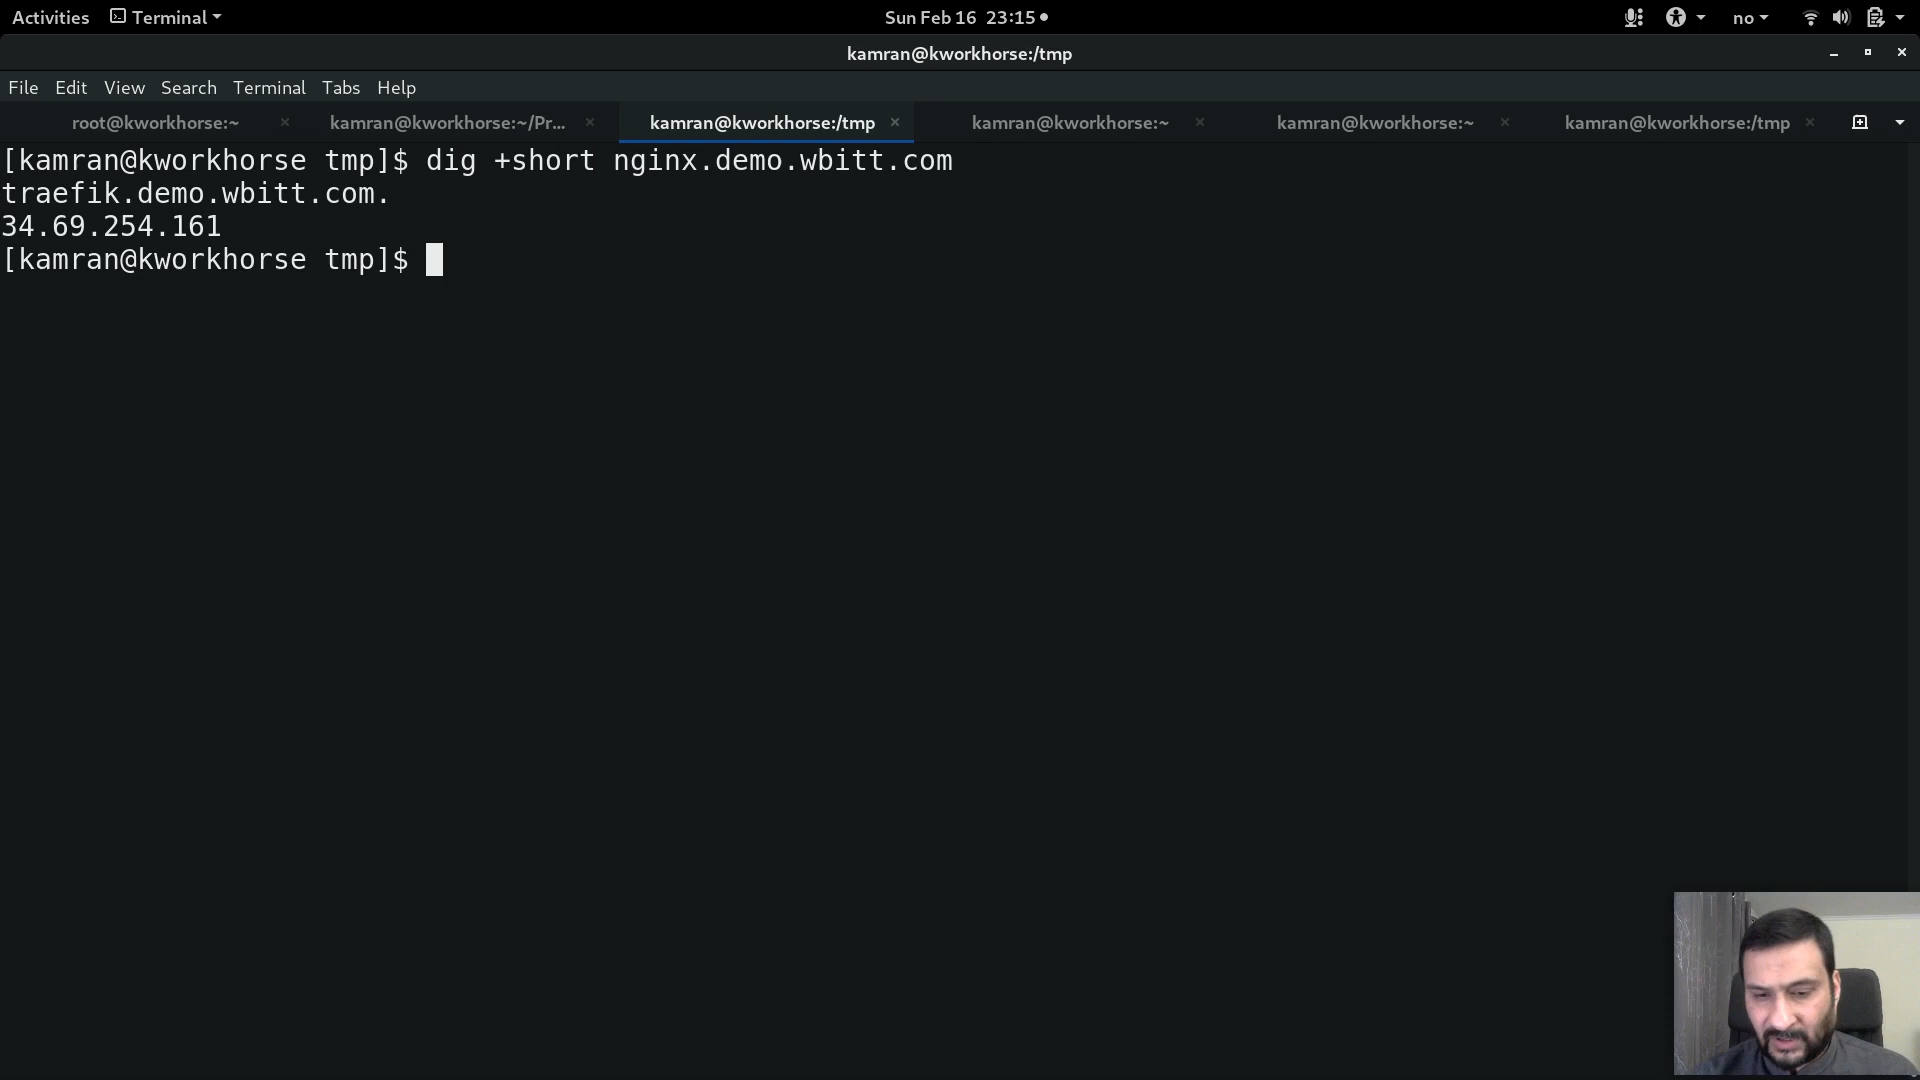 Activities Terminal Sun Feb 16 23:15 no
kamran@kworkhorse:/tmp
File Edit View Search Terminal Tabs Help
root@kworkhorse:~ kamran@kworkhorse:~/Pr... kamran@kworkhorse:/tmp kamran@kworkhorse:~ kamran@kworkhorse:~ kamran@kworkhorse:/tmp
[kamran@kworkhorse tmp]$ dig +short nginx.demo.wbitt.com
traefik.demo.wbitt.com.
34.69.254.161
[kamran@kworkhorse tmp]$